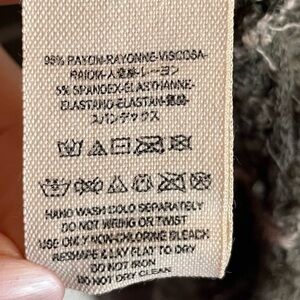 95% RAYON-RAYONNE-VISCOSA-
RAION-人造絲-レーヨン
5% SPANDEX-ELASTHANNE-
ELASTANO-ELASTAN-
スパンデックス
HAND WASH COLD SEPARATELY
DO NOT WRING OR TWIST
USE ONLY NON-CHLORINE BLEACH
RESHAPE & LAY FLAT TO DRY
DO NOT IRON
DO NOT DRY CLEAN